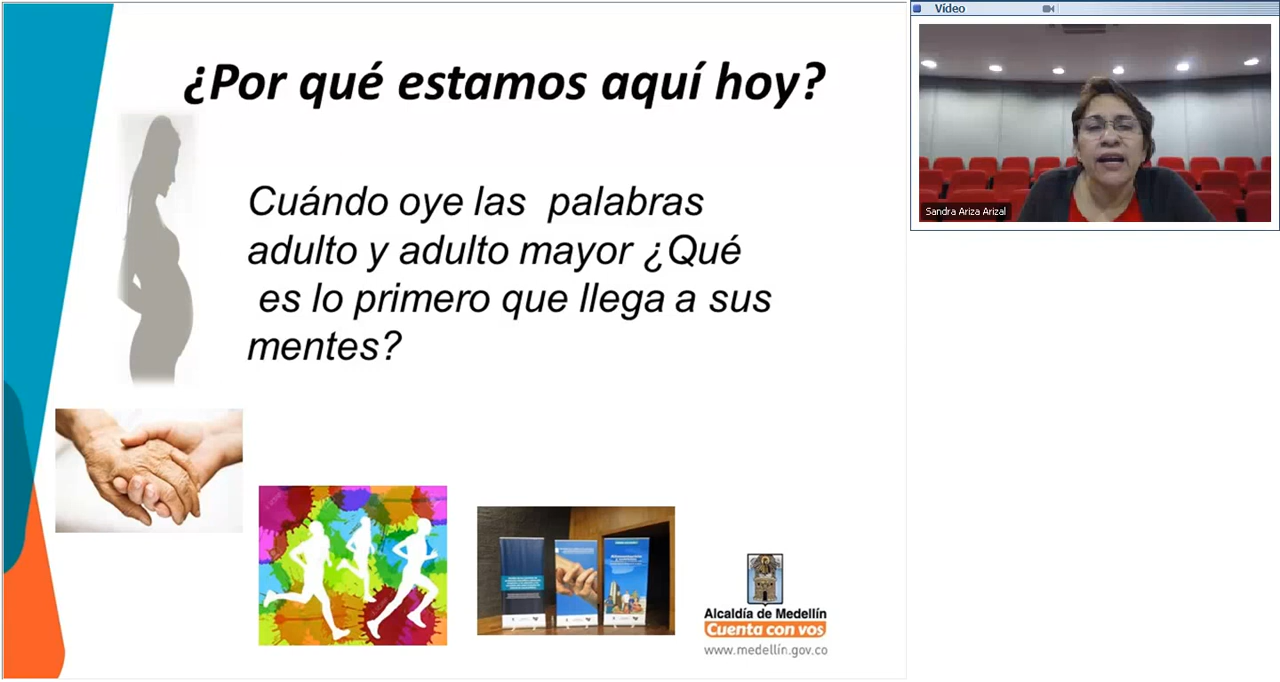 ¿Por qué estamos aquí hoy?
Cuándo oye las palabras
adulto y adulto mayor ¿Qué
es lo primero que llega a sus
mentes?
Alcaldía de Medellín
Cuenta con vos
www.medellín.gov.co
Vídeo
Sandra Ariza Arizal